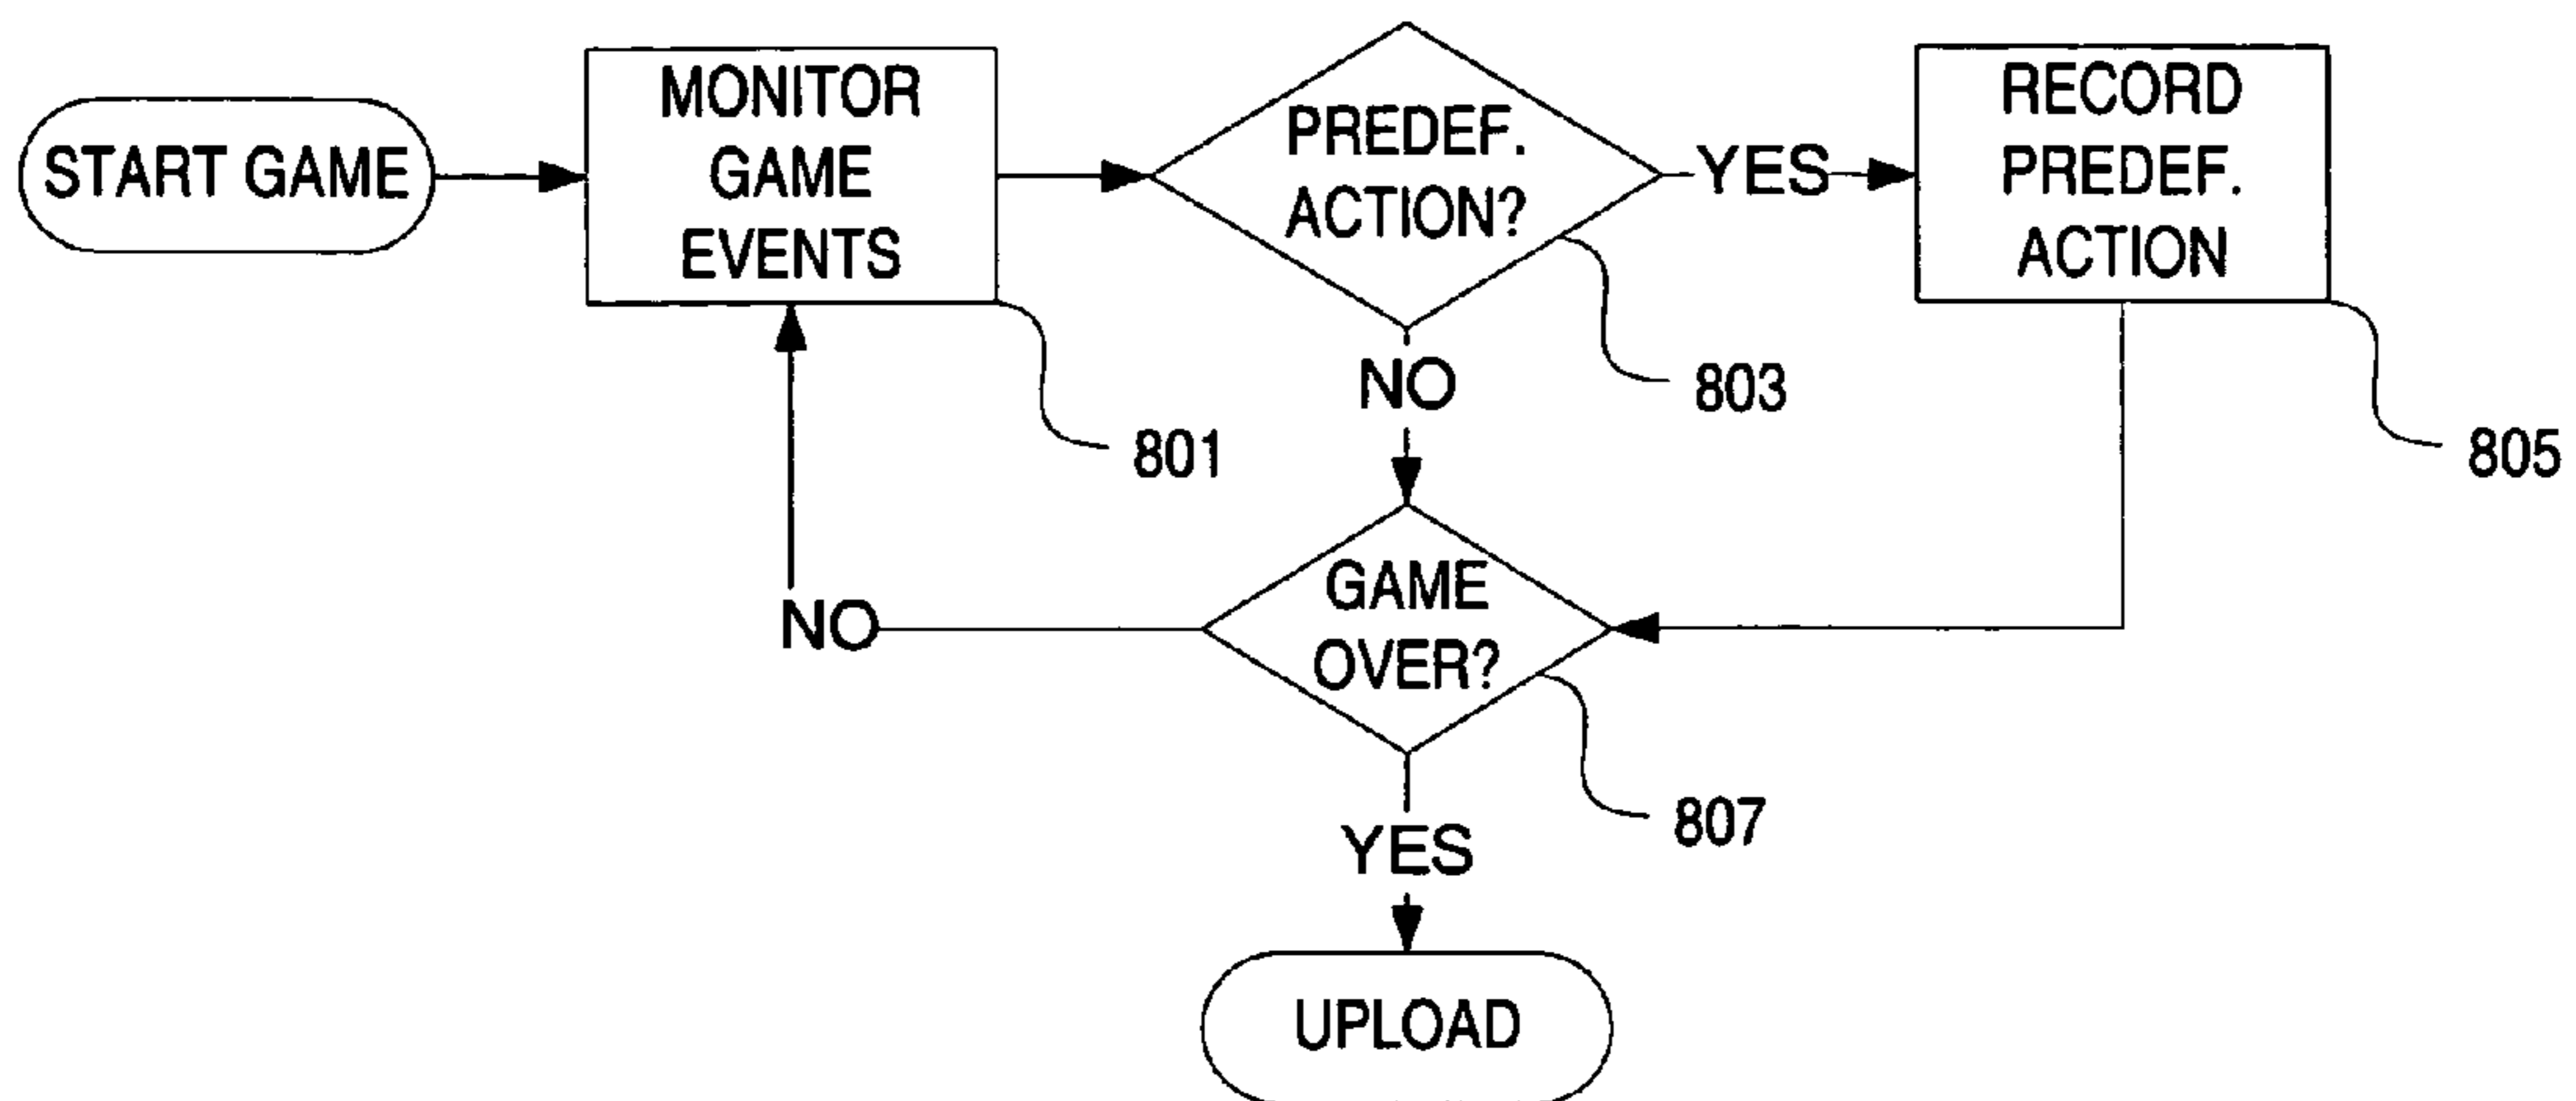 START GAME
MONITOR
GAME
EVENTS
801
PREDEF.
ACTION?
803
YES
RECORD
PREDEF.
ACTION
805
NO
GAME
OVER?
807
NO
YES
UPLOAD